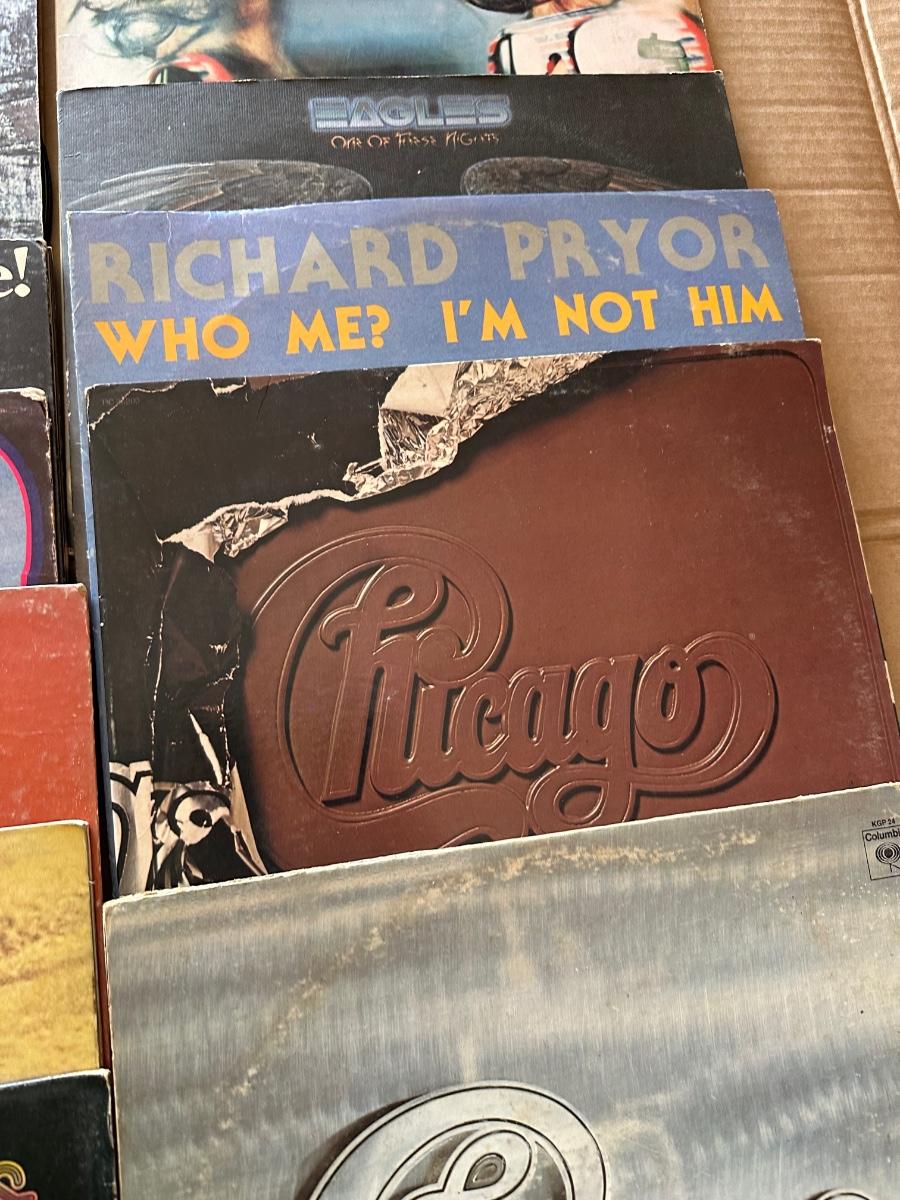 EAGLES
ONE OF THESE NIGHTS
RICHARD PRYOR
e!
WHO ME? I'M NOT HIM
Chicago
KGP 24
Columbia